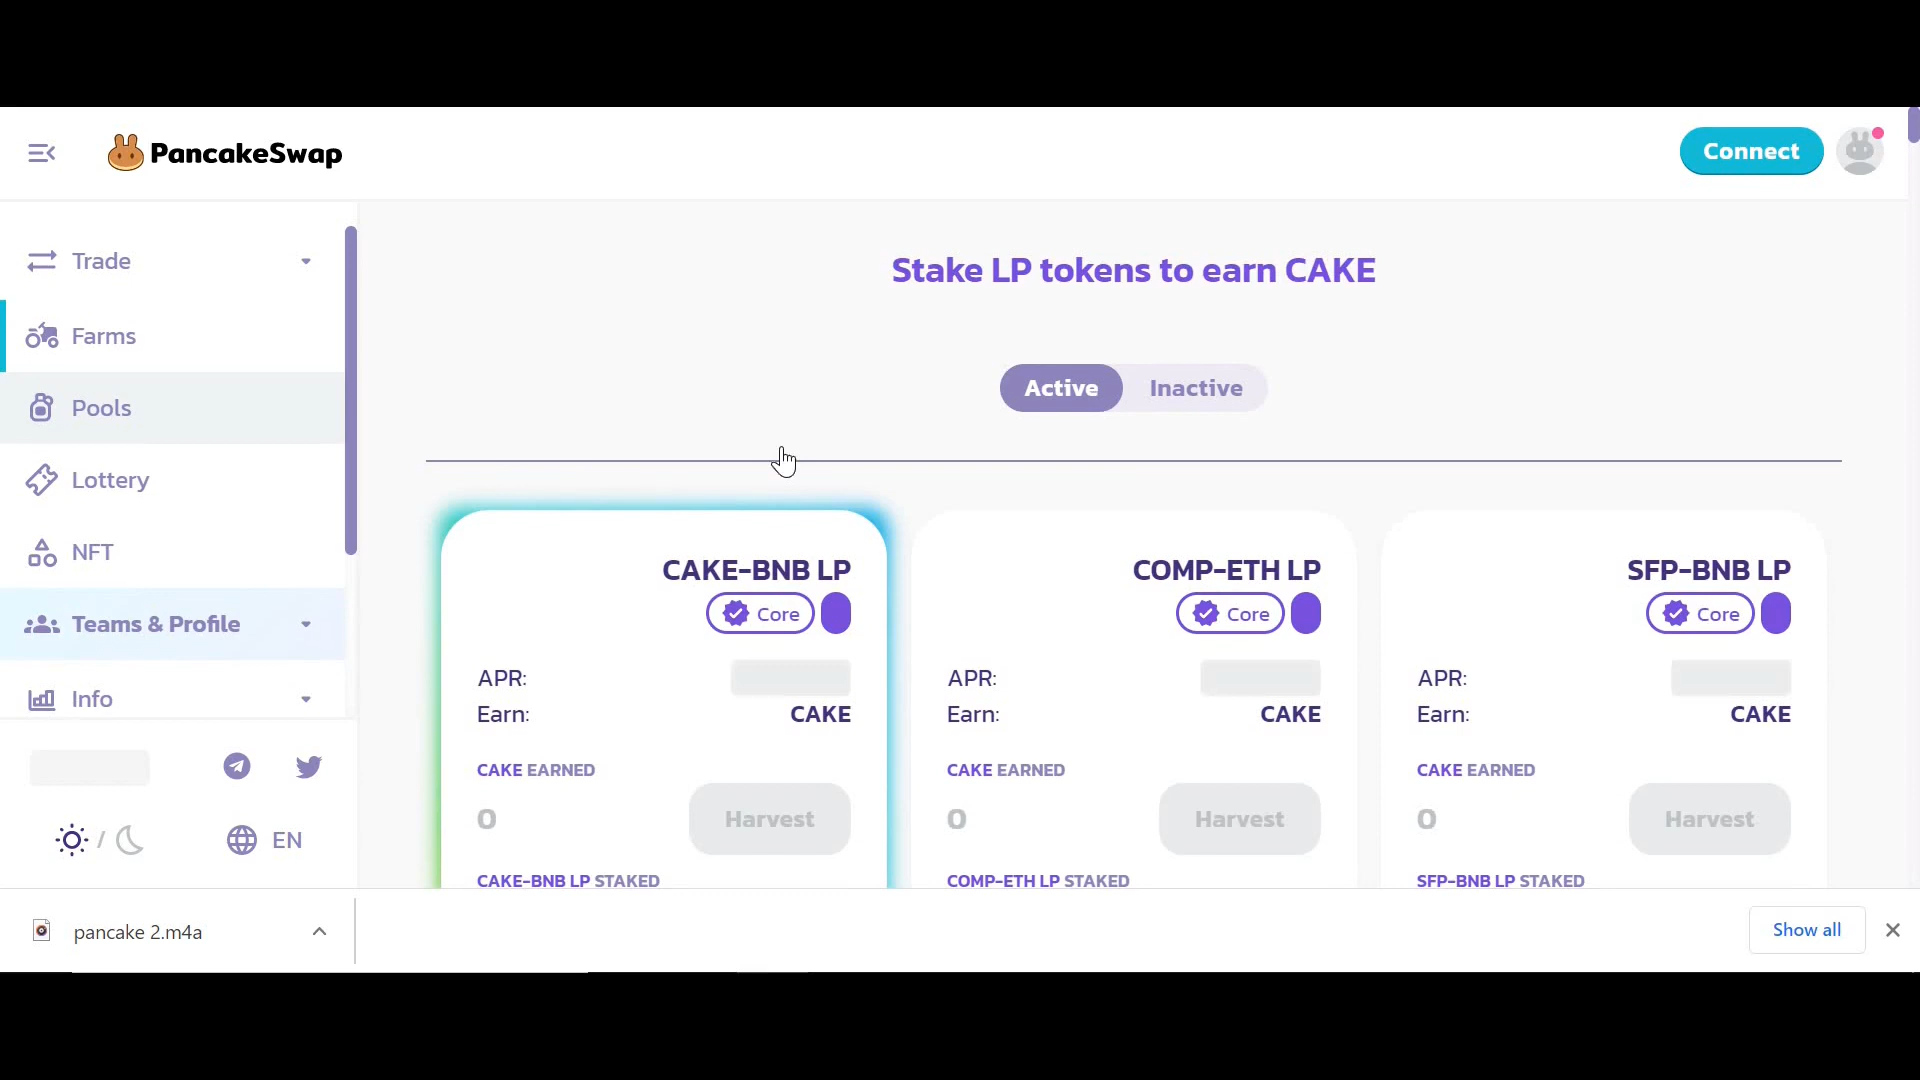 PancakeSwap
Connect
Trade
Farms
Pools
Lottery
NFT
Teams & Profile
Info
/
EN
Stake LP tokens to earn CAKE
Active Inactive
CAKE-BNB LP
Core
APR:
Earn: CAKE
CAKE EARNED
0 Harvest
CAKE-BNB LP STAKED
COMP-ETH LP
Core
APR:
Earn: CAKE
CAKE EARNED
0 Harvest
COMP-ETH LP STAKED
SFP-BNB LP
Core
APR:
Earn: CAKE
CAKE EARNED
0 Harvest
SFP-BNB LP STAKED
pancake 2.m4a
Show all